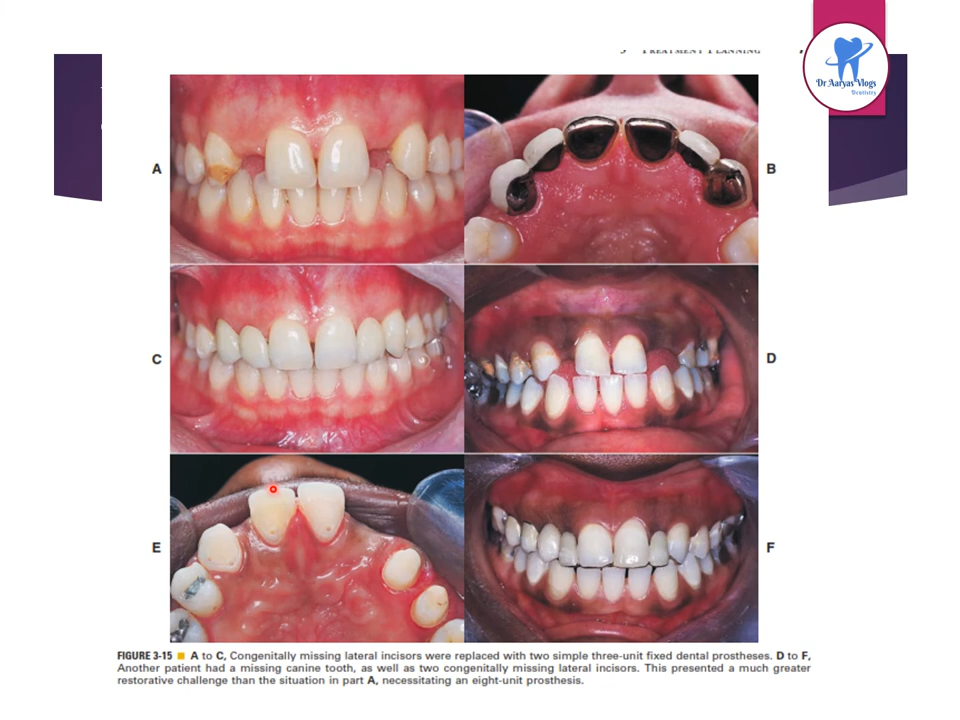 Dr Aaryas Vlogs
Dentistry
A
B
C
D
E
F
FIGURE 3-15 ■ A to C, Congenitally missing lateral incisors were replaced with two simple three-unit fixed dental prostheses. D to F,
Another patient had a missing canine tooth, as well as two congenitally missing lateral incisors. This presented a much greater
restorative challenge than the situation in part A, necessitating an eight-unit prosthesis.